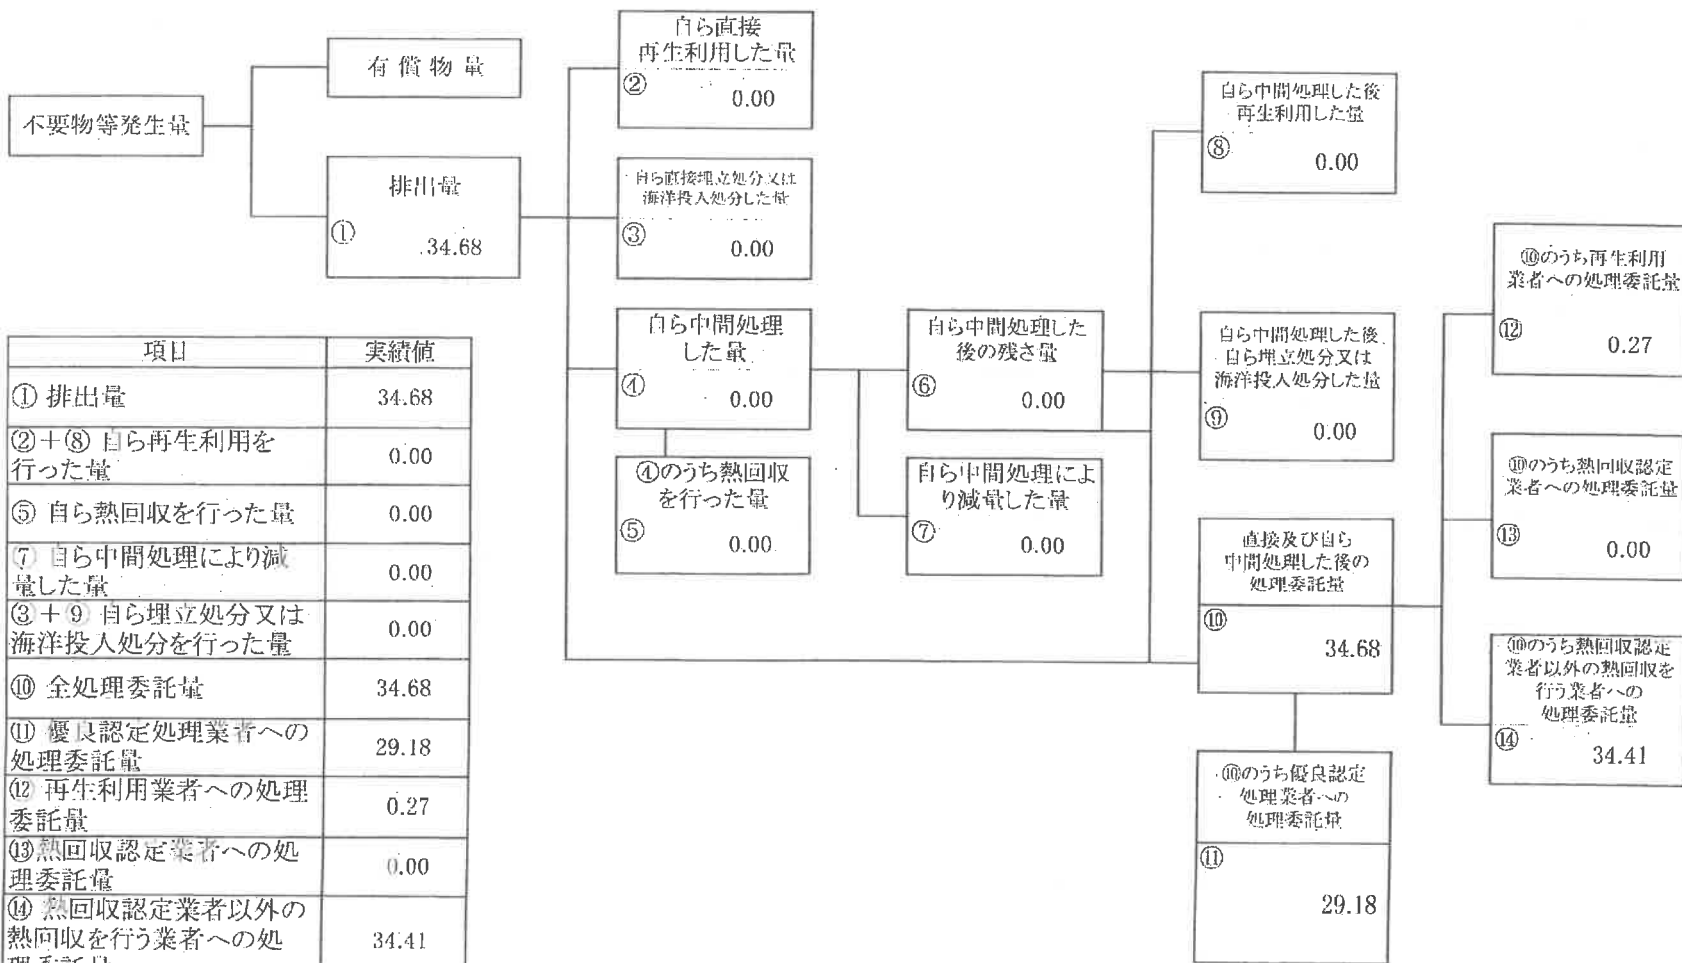 不要物等発生量
有償物量
排出量
①
34.68
自ら直接
再生利用した量
②
0.00
自ら直接埋立処分又は
海洋投入処分した量
③
0.00
自ら中間処理
した量
④
0.00
④のうち熱回収
を行った量
⑤
0.00
自ら中間処理した
後の残さ量
⑥
0.00
自ら中間処理によ
り減量した量
⑦
0.00
自ら中間処理した後
再生利用した量
⑧
0.00
自ら中間処理した後
自ら埋立処分又は
海洋投入処分した量
⑨
0.00
直接及び自ら
中間処理した後の
処理委託量
⑩
34.68
⑩のうち優良認定
処理業者への
処理委託量
⑪
29.18
⑩のうち再生利用
業者への処理委託量
⑫
0.27
⑩のうち熱回収認定
業者への処理委託量
⑬
0.00
⑩のうち熱回収認定
業者以外の熱回収を
行う業者への
処理委託量
⑭
34.41
項目 実績値
① 排出量 34.68
②+⑧ 自ら再生利用を
行った量 0.00
⑤ 自ら熱回収を行った量 0.00
⑦ 自ら中間処理により減
量した量 0.00
③+⑨ 自ら埋立処分又は
海洋投入処分を行った量 0.00
⑩ 全処理委託量 34.68
⑪ 優良認定処理業者への
処理委託量 29.18
⑫ 再生利用業者への処理
委託量 0.27
⑬熱回収認定業者への処
理委託量 0.00
⑭ 熱回収認定業者以外の
熱回収を行う業者への処 34.41
理委託量